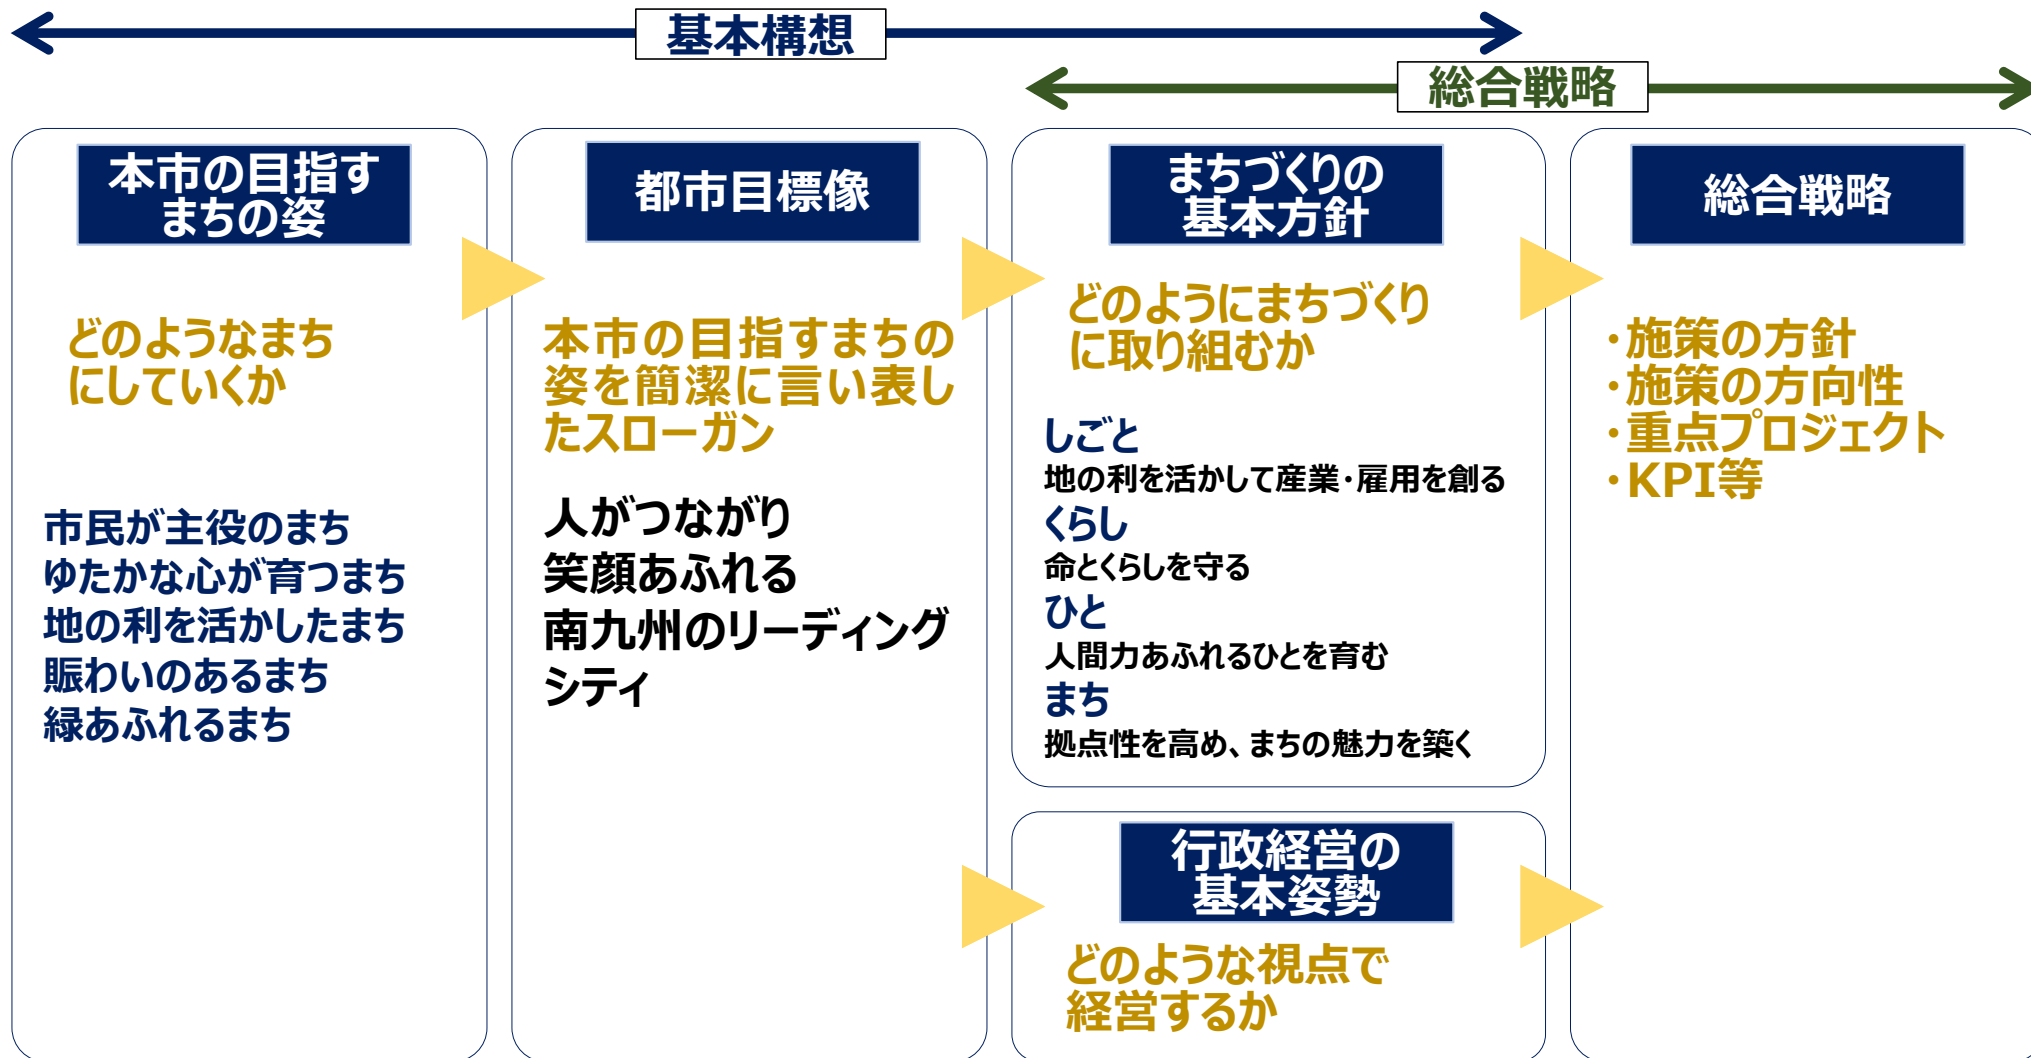 基本構想
総合戦略
本市の目指す
まちの姿
どのようなまち
にしていくか
市民が主役のまち
ゆたかな心が育つまち
地の利を活かしたまち
賑わいのあるまち
緑あふれるまち
都市目標像
本市の目指すまちの
姿を簡潔に言い表し
たスローガン
人がつながり
笑顔あふれる
南九州のリーディング
シティ
まちづくりの
基本方針
どのようにまちづくり
に取り組むか
しごと
地の利を活かして産業・雇用を創る
くらし
命とくらしを守る
ひと
人間力あふれるひとを育む
まち
拠点性を高め、まちの魅力を築く
行政経営の
基本姿勢
どのような視点で
経営するか
総合戦略
・施策の方針
・施策の方向性
・重点プロジェクト
・KPI等